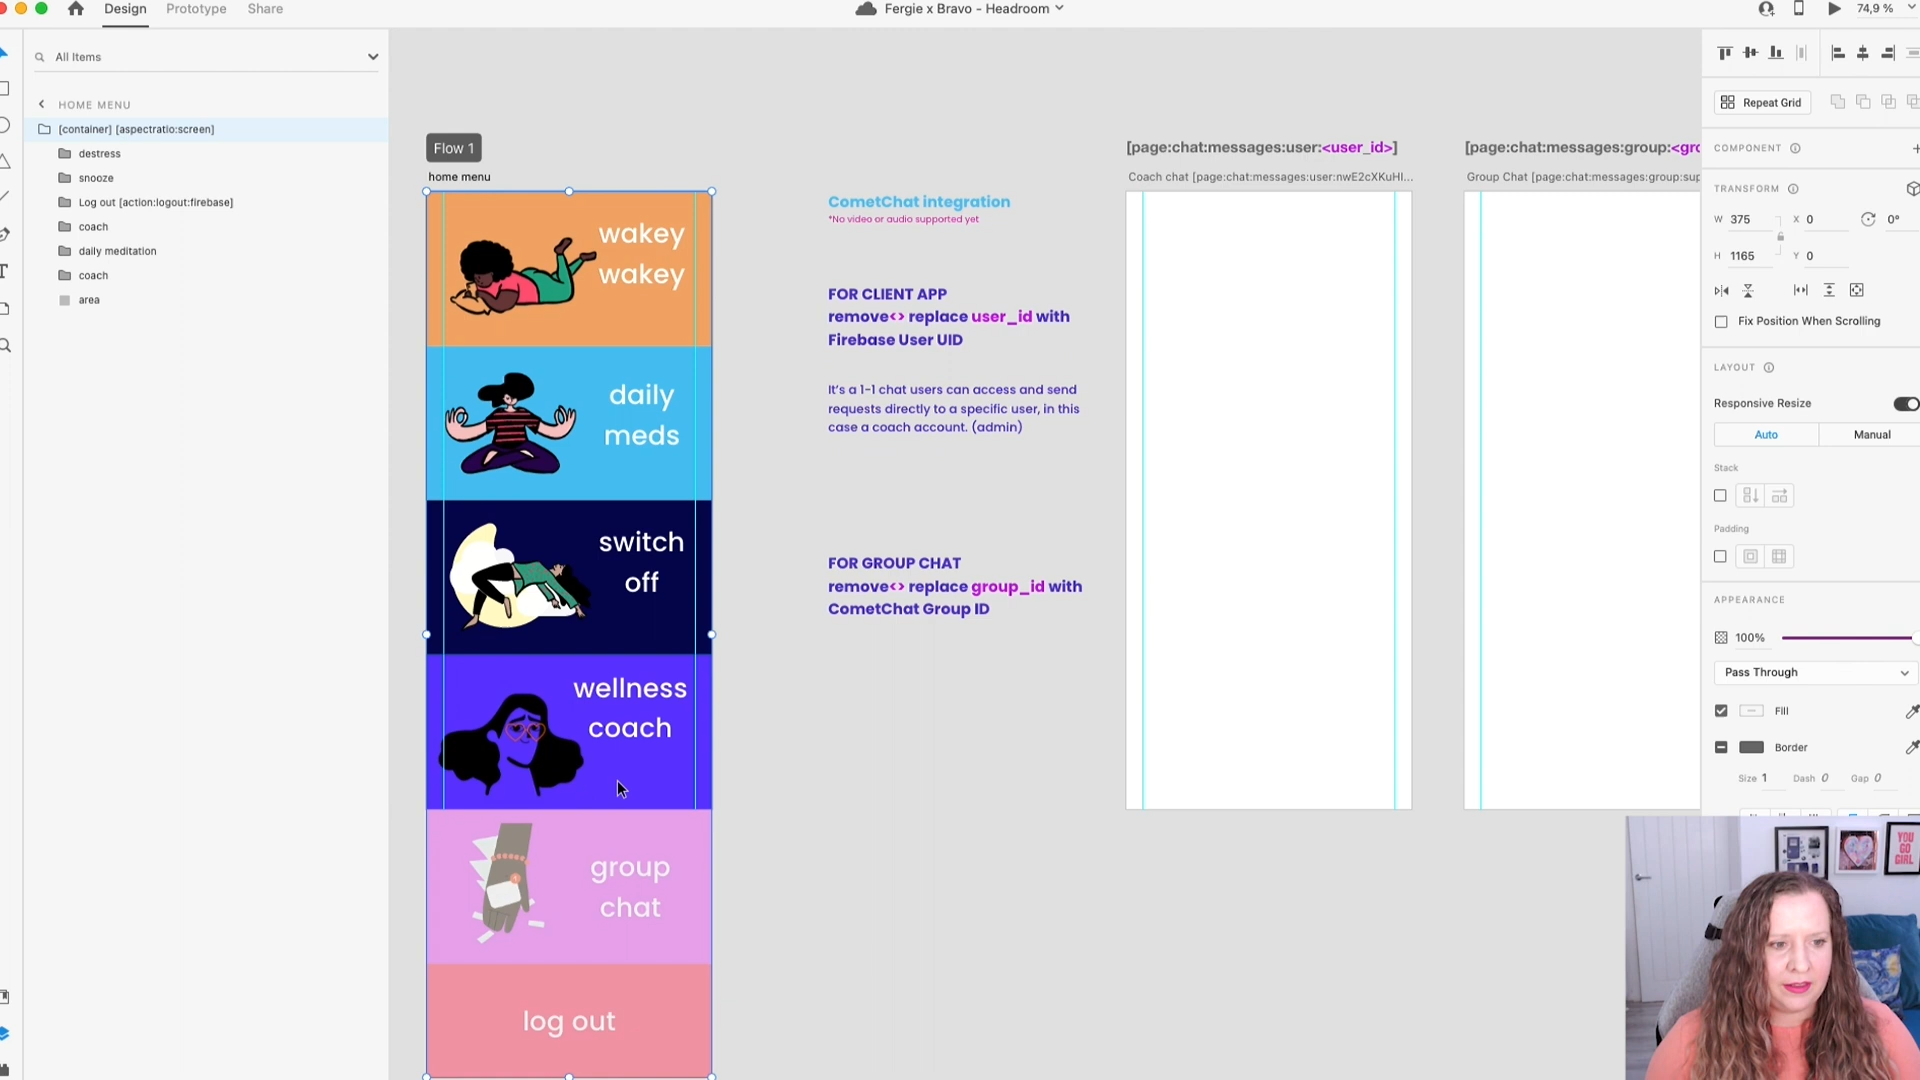 Design
Prototype
Share
Fergie x Bravo - Headroom
74,9 %
All Items
HOME MENU
[container] [aspectratio:screen]
destress
snooze
Log out [action:logout:firebase]
coach
daily meditation
coach
area
Flow 1
home menu
wakey
wakey
daily
meds
switch
off
wellness
coach
group
chat
log out
CometChat integration
*No video or audio supported yet
FOR CLIENT APP
remove<> replace user_id with
Firebase User UID
It's a 1-1 chat users can access and send
requests directly to a specific user, in this
case a coach account. (admin)
FOR GROUP CHAT
remove<> replace group_id with
CometChat Group ID
[page:chat:messages:user:<user_id>]
Coach chat [page:chat:messages:user:nwE2cXKuHI...
[page:chat:messages:group:<gro
Group Chat [page:chat:messages:group:sup
Repeat Grid
COMPONENT
TRANSFORM
W 375
X 0
0°
H 1165
Y 0
Fix Position When Scrolling
LAYOUT
Responsive Resize
Auto
Manual
Stack
Padding
APPEARANCE
100%
Pass Through
Fill
Border
Size 1
Dash 0
Gap 0
YOU
GO
GIRL